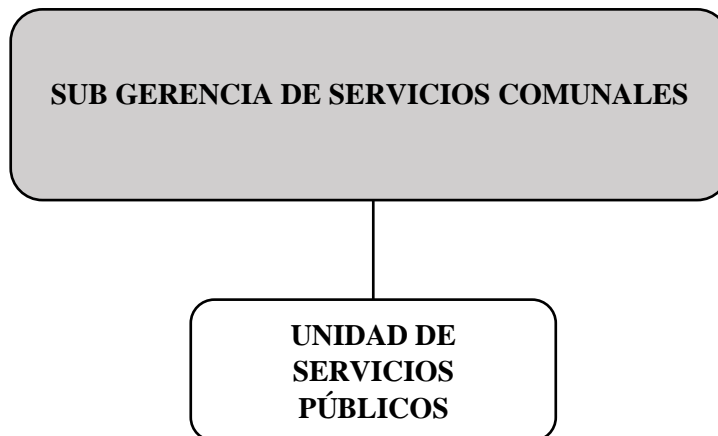 SUB GERENCIA DE SERVICIOS COMUNALES
UNIDAD DE
SERVICIOS
PÚBLICOS